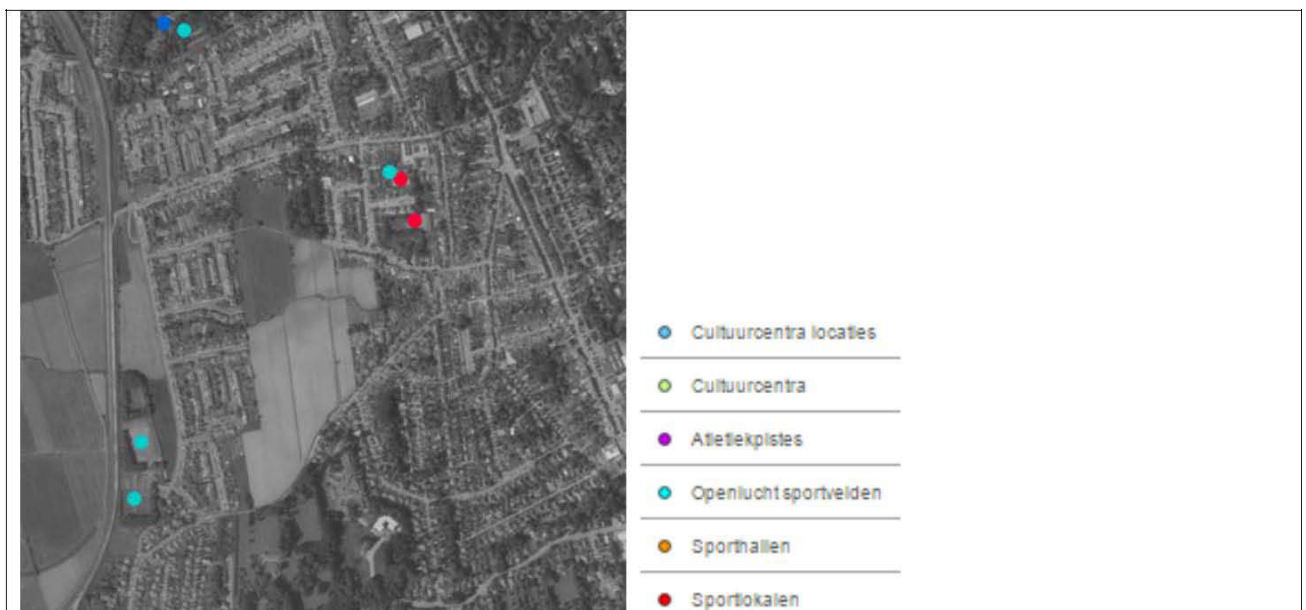 Cultuurcentra locaties
Cultuurcentra
Atletiekpistes
Openlucht sportvelden
Sporthallen
Sportlokalen